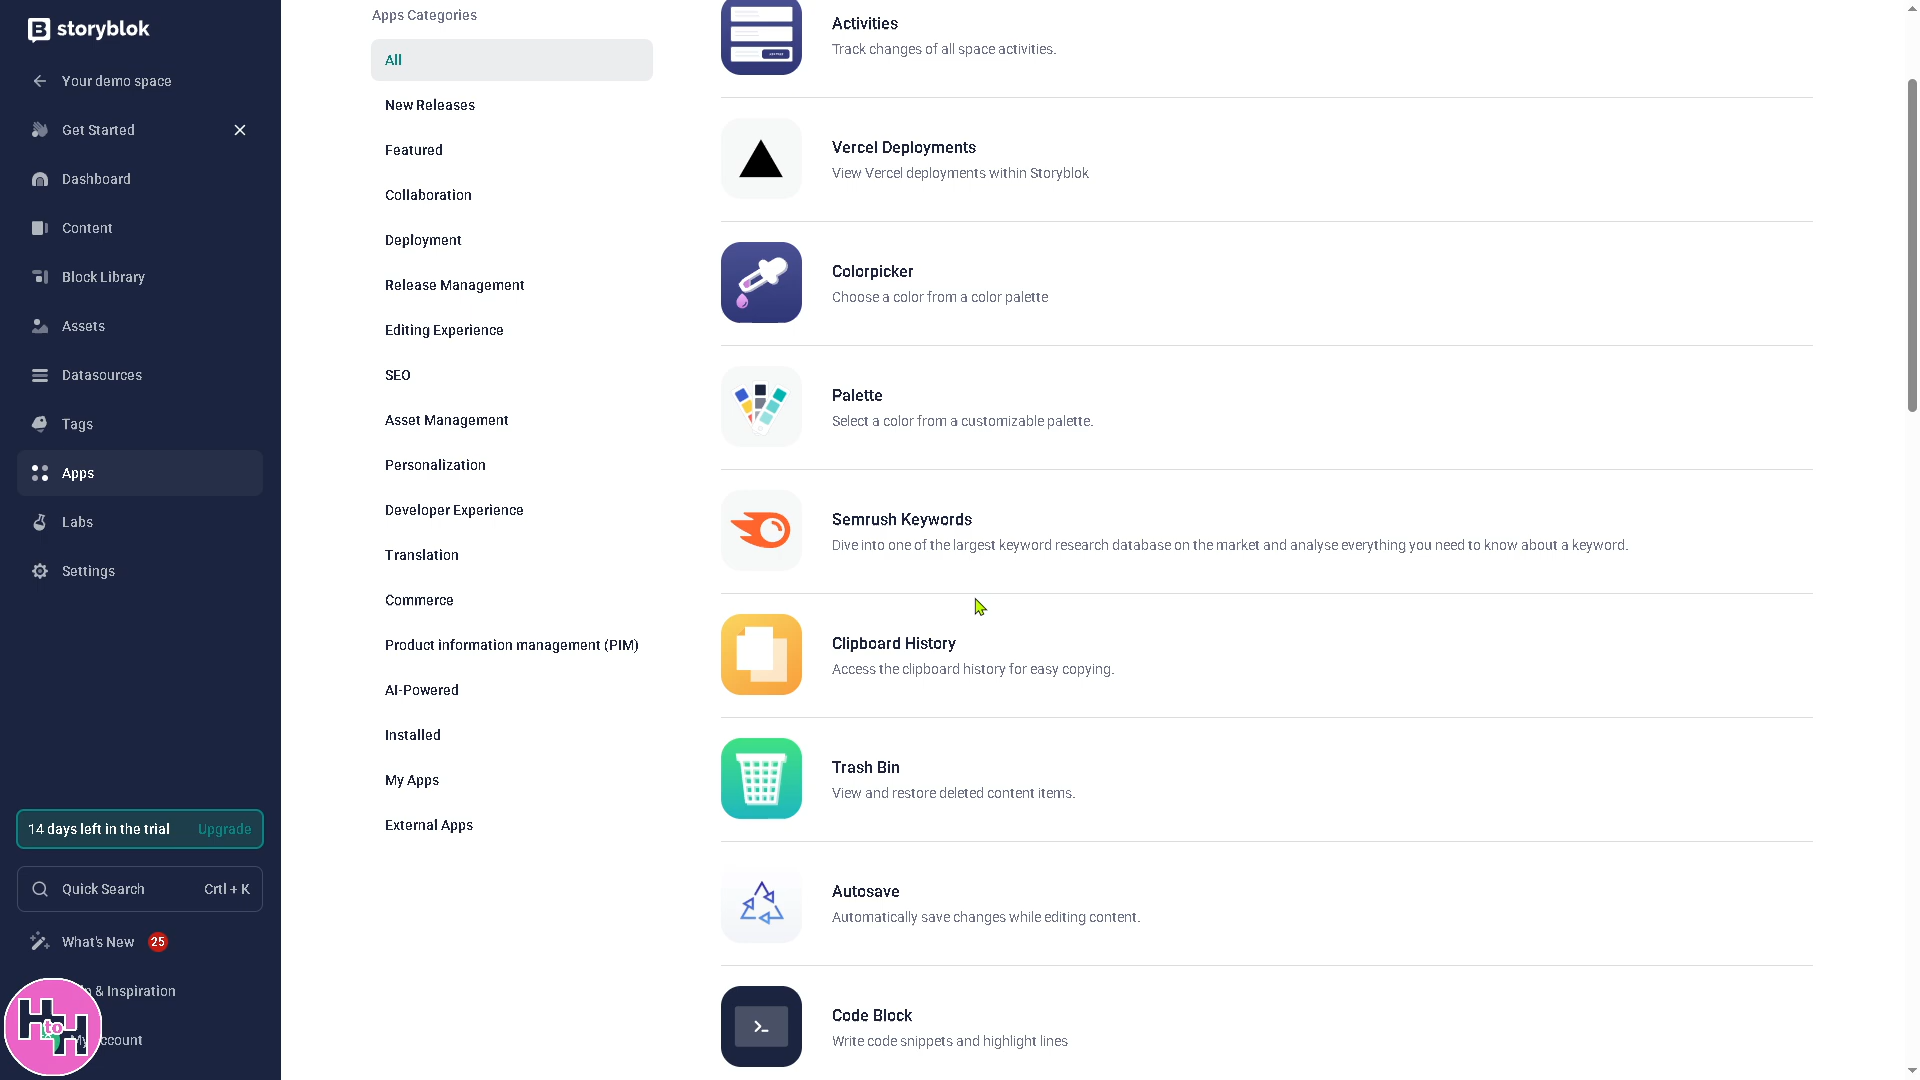 storyblok
Your demo space
Get Started
Dashboard
Content
Block Library
Assets
Datasources
Tags
Apps
Labs
Settings
14 days left in the trial Upgrade
Quick Search Crtl + K
What's New 25
& Inspiration
My Account
H to H
Apps Categories
All
New Releases
Featured
Collaboration
Deployment
Release Management
Editing Experience
SEO
Asset Management
Personalization
Developer Experience
Translation
Commerce
Product information management (PIM)
AI-Powered
Installed
My Apps
External Apps
Activities
Track changes of all space activities.
Vercel Deployments
View Vercel deployments within Storyblok
Colorpicker
Choose a color from a color palette
Palette
Select a color from a customizable palette.
Semrush Keywords
Dive into one of the largest keyword research database on the market and analyse everything you need to know about a keyword.
Clipboard History
Access the clipboard history for easy copying.
Trash Bin
View and restore deleted content items.
Autosave
Automatically save changes while editing content.
Code Block
Write code snippets and highlight lines